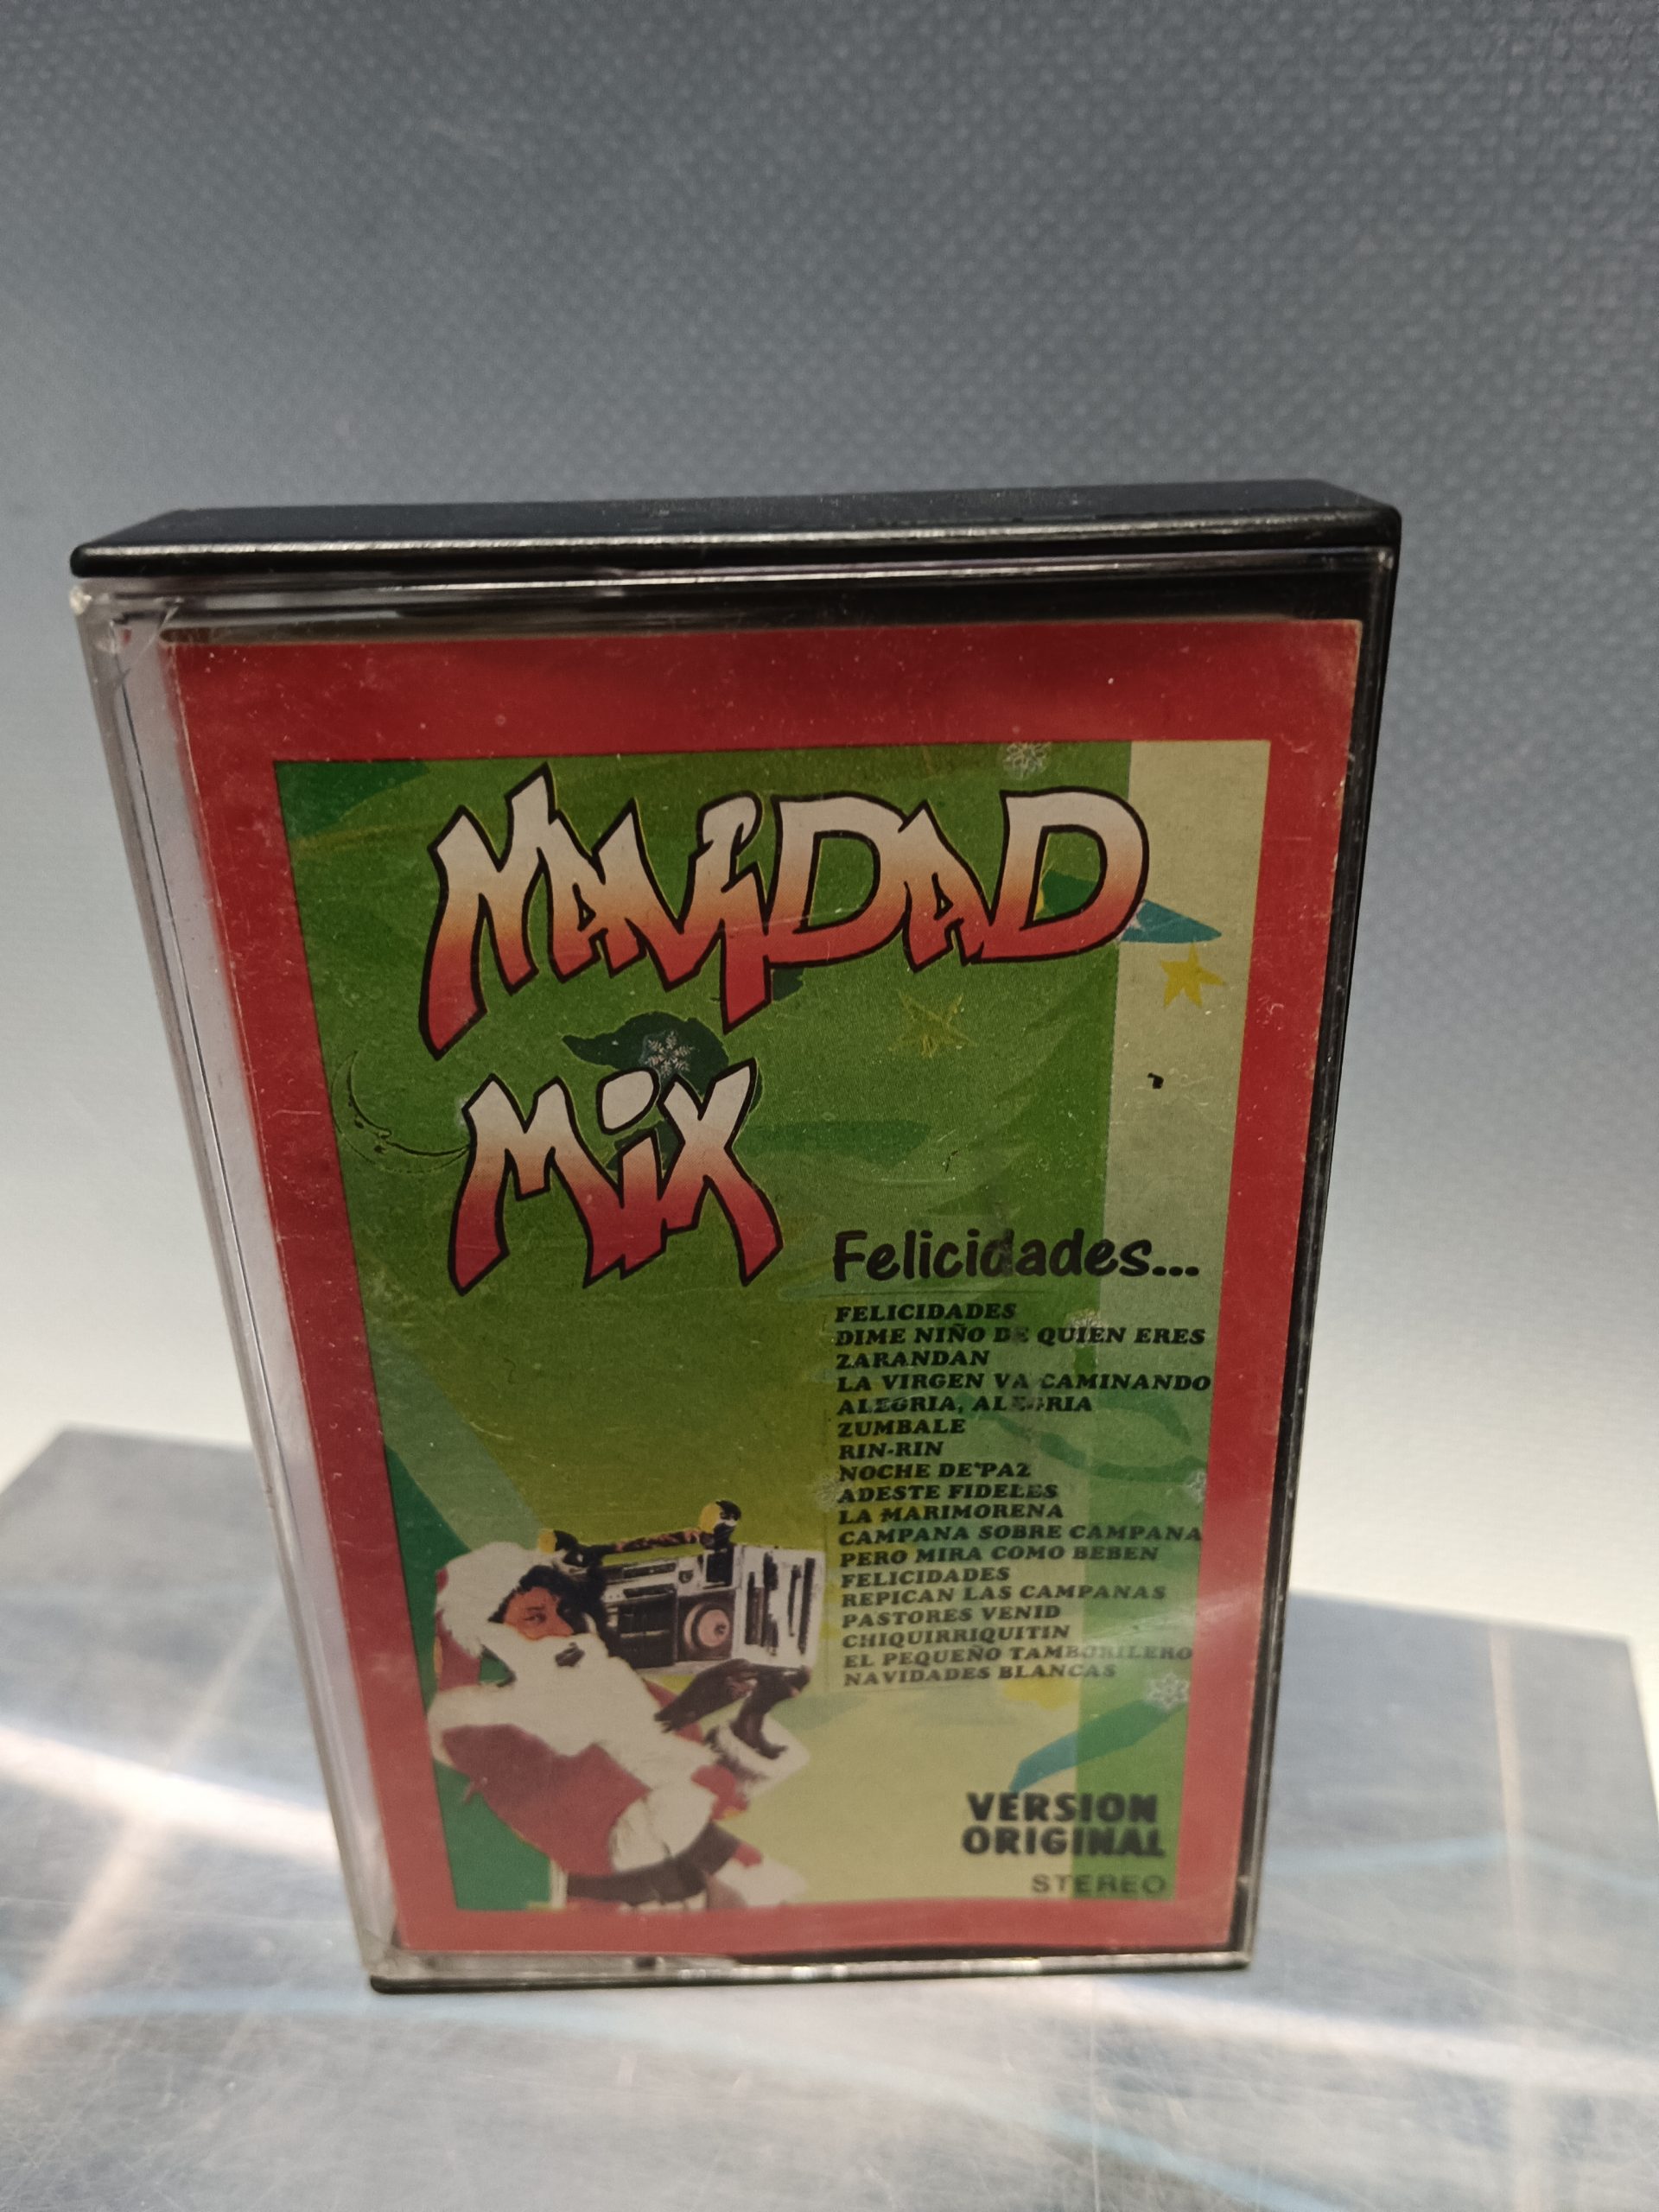 NAVIDAD
MIX
Felicidades...
FELICIDADES
DIME NIÑO DE QUIEN ERES
ZARANDAN
LA VIRGEN VA CAMINANDO
ALEGRIA, ALEGRIA
ZUMBALE
RIN-RIN
NOCHE DE PAZ
ADESTE FIDELES
LA MARIMORENA
CAMPANA SOBRE CAMPANA
PERO MIRA COMO BEBEN
FELICIDADES
REPICAN LAS CAMPANAS
PASTORES VENID
CHIQUIRRIQUITIN
EL PEQUEÑO TAMBORILERO
NAVIDADES BLANCAS
VERSION
ORIGINAL
STEREO